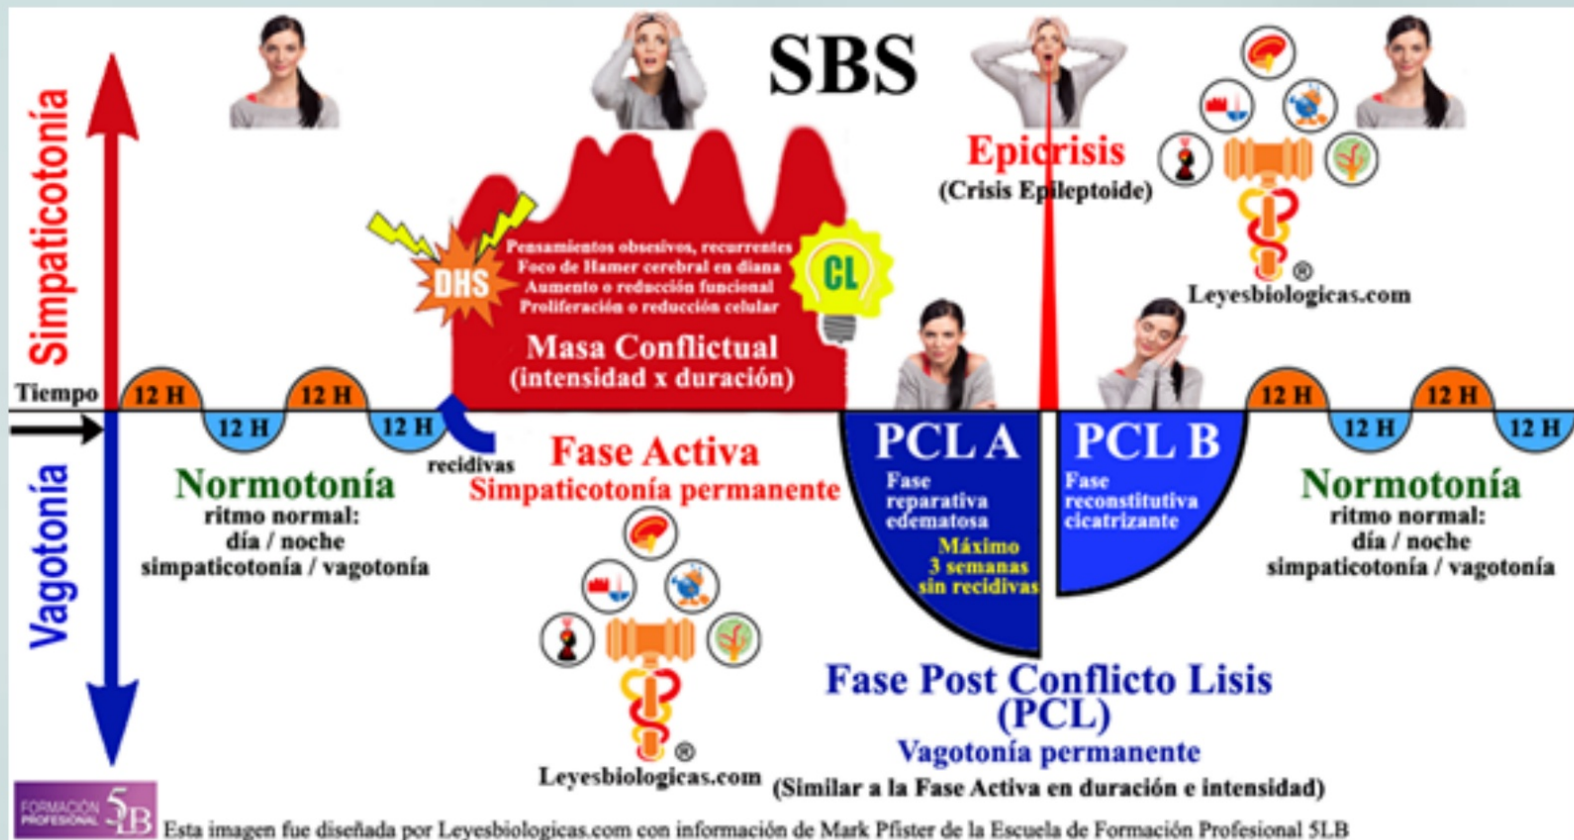 SBS
Simpaticotonía
Vagotonía
Tiempo
12 H
12 H
12 H
12 H
Normotonía
ritmo normal:
día / noche
simpaticotonía / vagotonía
DHS
recidivas
Pensamientos obsesivos, recurrentes
Foco de Hamer cerebral en diana
Aumento o reducción funcional
Proliferación o reducción celular
Masa Conflictual
(intensidad x duración)
CL
Fase Activa
Simpaticotonía permanente
®
Leyesbiologicas.com
PCL A
Fase
reparativa
edematosa
Máximo
3 semanas
sin recidivas
Epicrisis
(Crisis Epileptoide)
PCL B
Fase
reconstitutiva
cicatrizante
Fase Post Conflicto Lisis
(PCL)
Vagotonía permanente
(Similar a la Fase Activa en duración e intensidad)
®
Leyesbiologicas.com
12 H
12 H
12 H
12 H
Normotonía
ritmo normal:
día / noche
simpaticotonía / vagotonía
FORMACIÓN
PROFESIONAL
5LB
Esta imagen fue diseñada por Leyesbiologicas.com con información de Mark Pfister de la Escuela de Formación Profesional 5LB